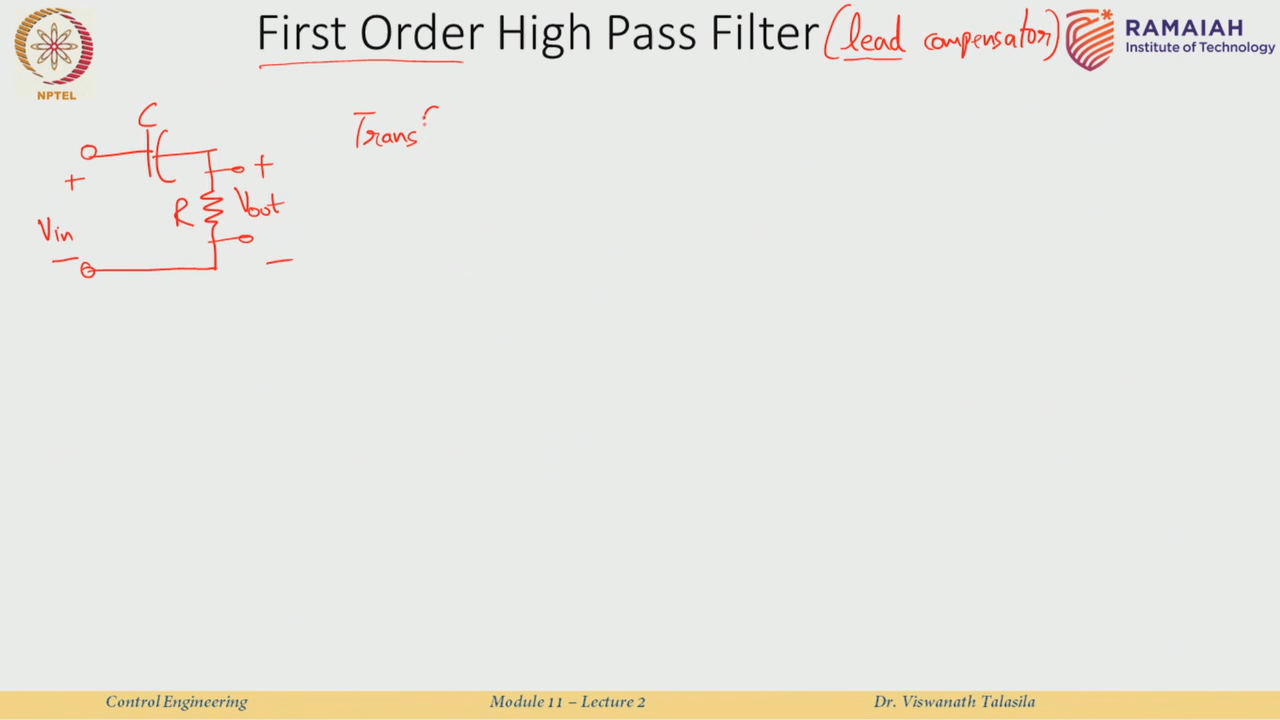 First Order High Pass Filter (lead compensator)
NPTEL
RAMAIAH
Institute of Technology
C
Transf
+
+
R
Vout
Vin
-
-
Control Engineering
Module 11 – Lecture 2
Dr. Viswanath Talasila